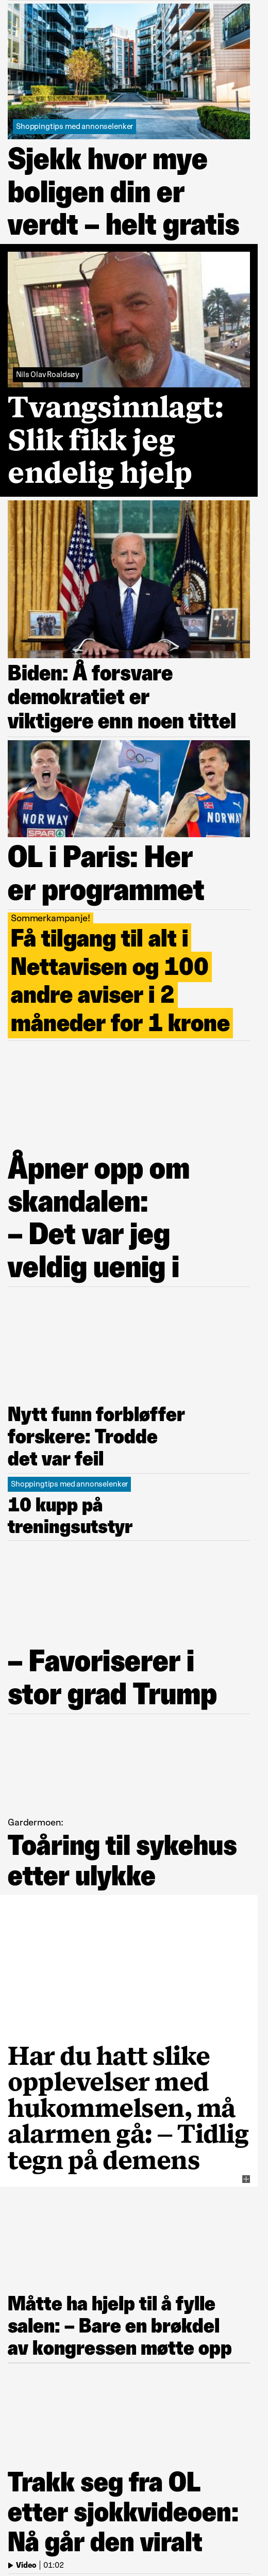 Shoppingtips med annonselenker
Sjekk hvor mye
boligen din er
verdt – helt gratis
Nils Olav Roaldsøy
Tvangsinnlagt:
Slik fikk jeg
endelig hjelp
Biden: Å forsvare
demokratiet er
viktigere enn noen tittel
NORWAY
SPAR
NORWAY
OL i Paris: Her
er programmet
Sommerkampanje!
Få tilgang til alt i
Nettavisen og 100
andre aviser i 2
måneder for 1 krone
Åpner opp om
skandalen:
– Det var jeg
veldig uenig i
Nytt funn forbløffer
forskere: Trodde
det var feil
Shoppingtips med annonselenker
10 kupp på
treningsutstyr
– Favoriserer i
stor grad Trump
Gardermoen:
Toåring til sykehus
etter ulykke
Har du hatt slike
opplevelser med
hukommelsen, må
alarmen gå: – Tidlig
tegn på demens
Måtte ha hjelp til å fylle
salen: – Bare en brøkdel
av kongressen møtte opp
Trakk seg fra OL
etter sjokkvideoen:
Nå går den viralt
Video | 01:02